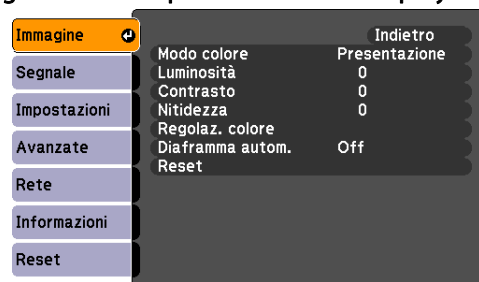 Immagine
Segnale
Impostazioni
Avanzate
Rete
Informazioni
Reset
Indietro
Modo colore Presentazione
Luminosità 0
Contrasto 0
Nitidezza 0
Regolaz. colore
Diaframma autom. Off
Reset